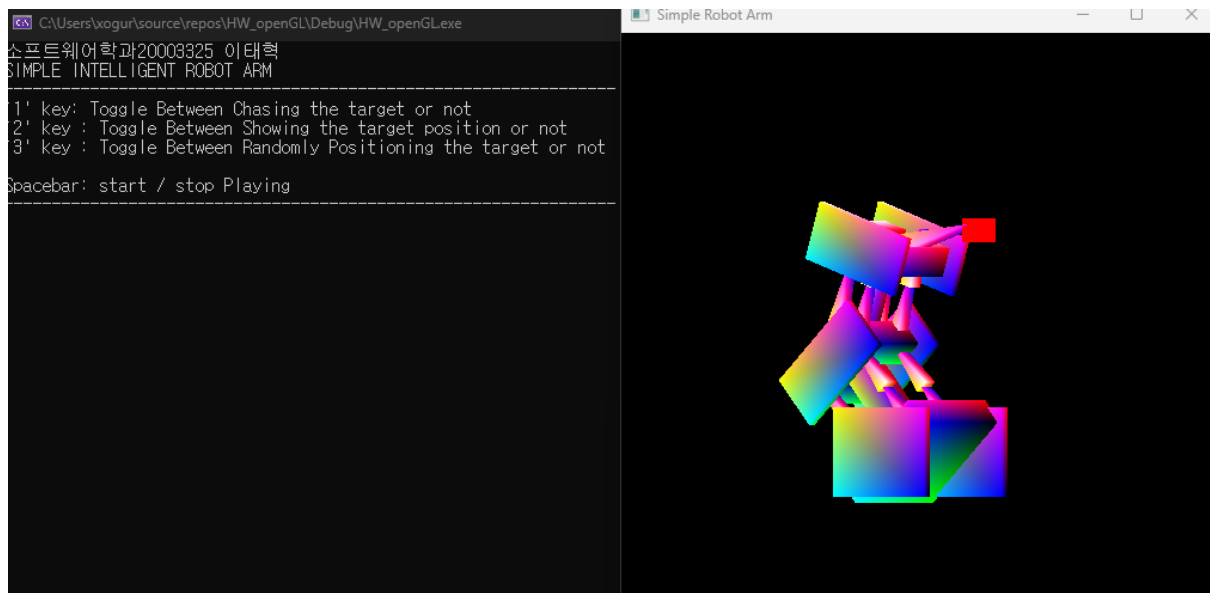 C:\Users\xogur\source\repos\HW_openGL\Debug\HW_openGL.exe
소프트웨어학과20003325 이태혁
SIMPLE INTELLIGENT ROBOT ARM
--------------------------------------------------------------------
'1' key: Toggle Between Chasing the target or not
'2' key : Toggle Between Showing the target position or not
'3' key : Toggle Between Randomly Positioning the target or not
Spacebar: start / stop Playing
--------------------------------------------------------------------
Simple Robot Arm